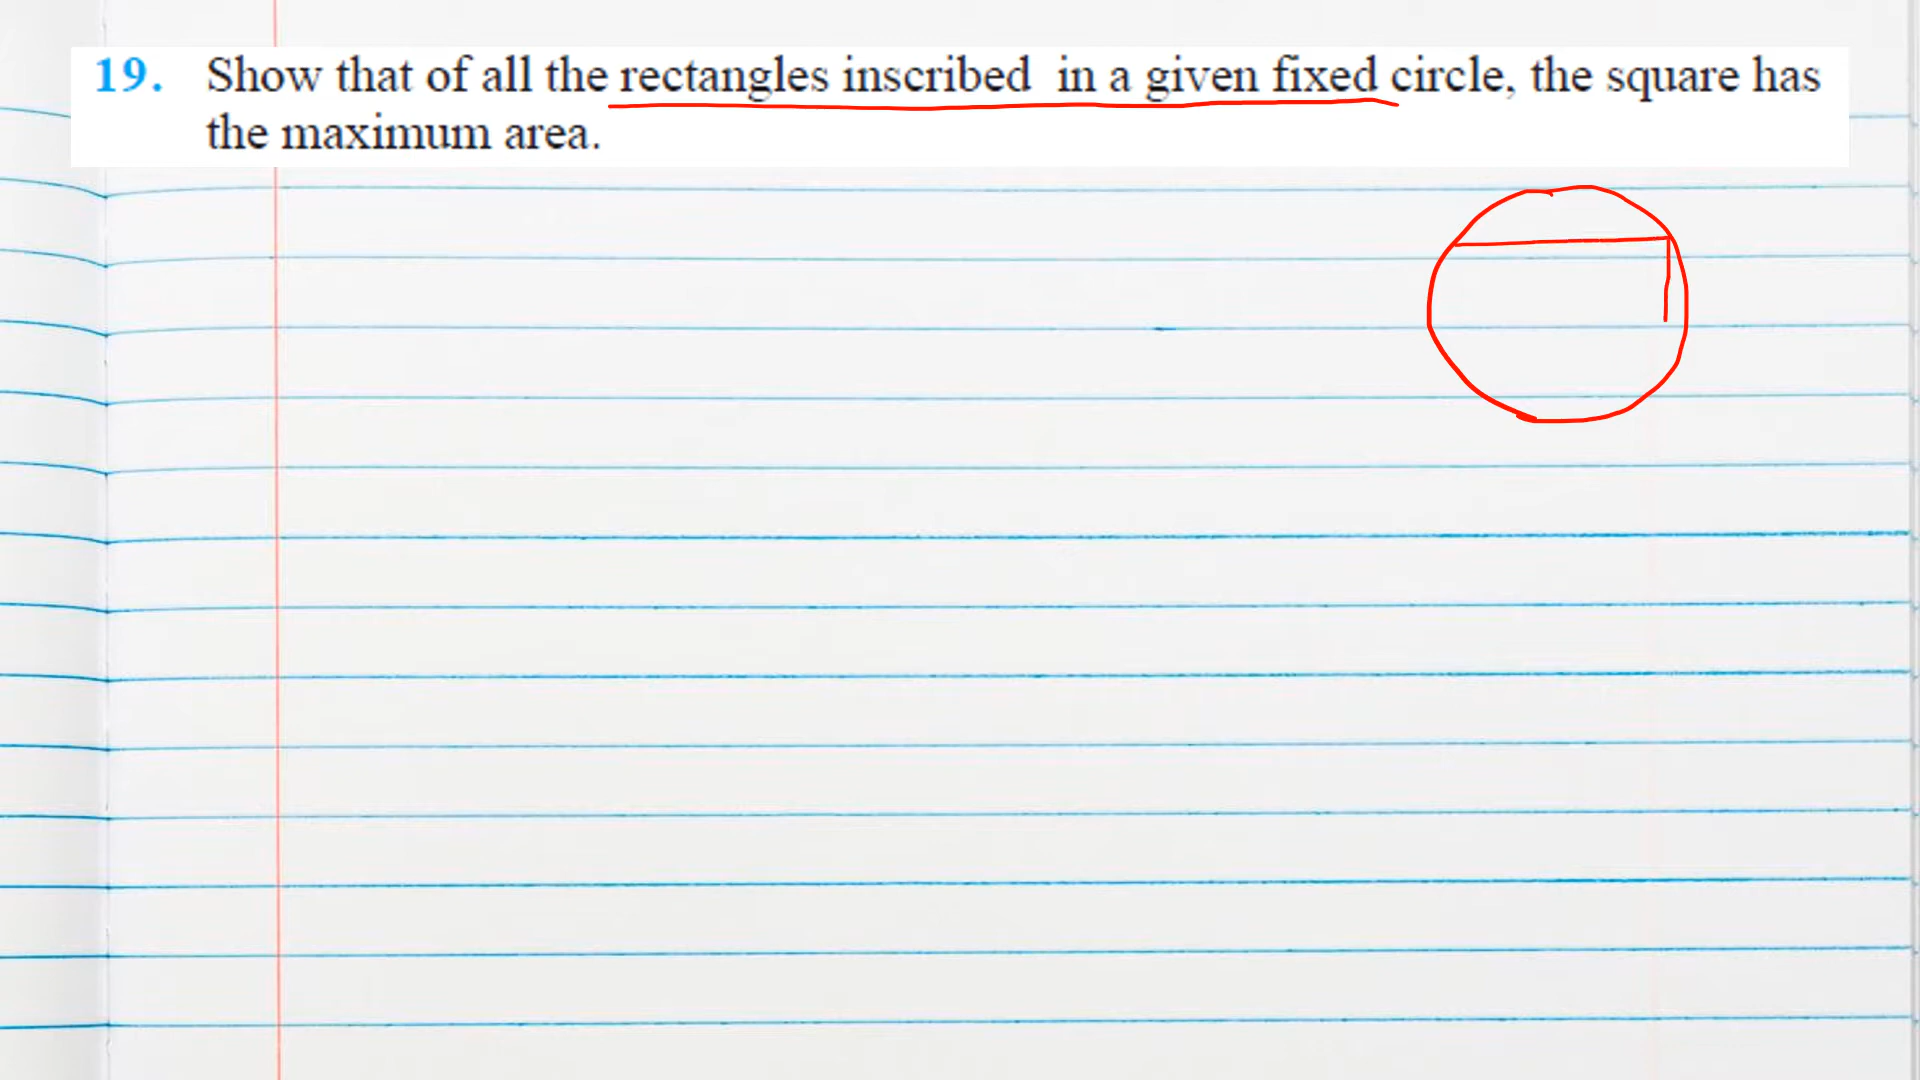 19. Show that of all the rectangles inscribed in a given fixed circle, the square has
the maximum area.